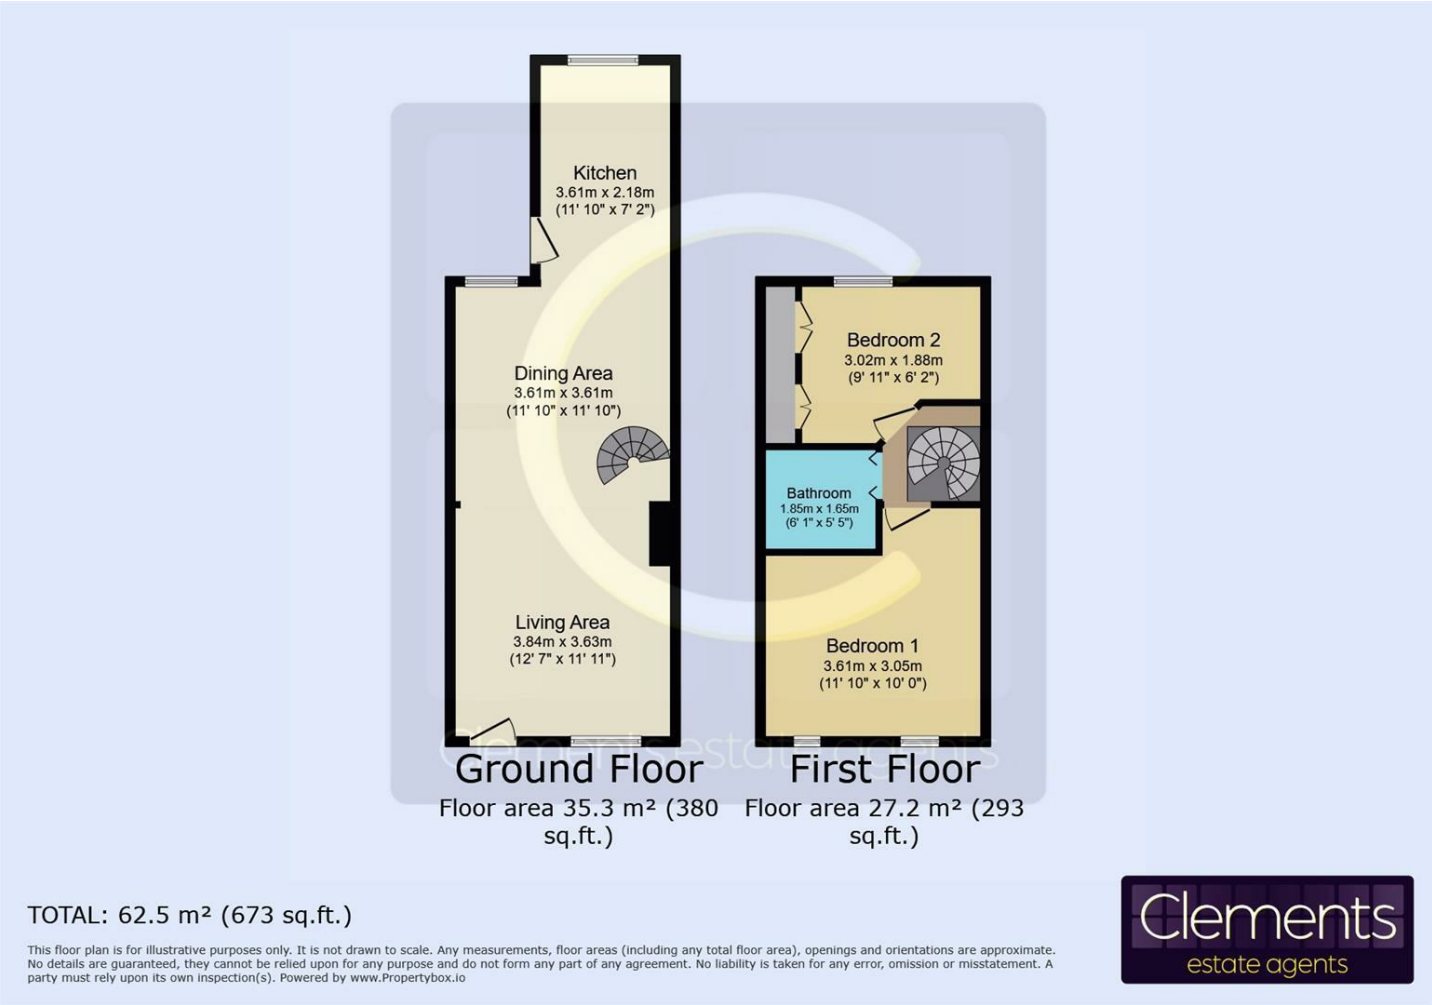 Kitchen
3.61m x 2.18m
(11' 10" x 7' 2")
Dining Area
3.61m x 3.61m
(11' 10" x 11' 10")
Living Area
3.84m x 3.63m
(12' 7" x 11' 11")
Bedroom 2
3.02m x 1.88m
(9' 11" x 6' 2")
Bathroom
1.85m x 1.65m
(6' 1" x 5' 5")
Bedroom 1
3.61m x 3.05m
(11' 10" x 10' 0")
Clements estate agents
Ground Floor
Floor area 35.3 m² (380
sq.ft.)
First Floor
Floor area 27.2 m² (293
sq.ft.)
TOTAL: 62.5 m² (673 sq.ft.)
This floor plan is for illustrative purposes only. It is not drawn to scale. Any measurements, floor areas (including any total floor area), openings and orientations are approximate.
No details are guaranteed, they cannot be relied upon for any purpose and do not form any part of any agreement. No liability is taken for any error, omission or misstatement. A
party must rely upon its own inspection(s). Powered by www.Propertybox.io
Clements
estate agents